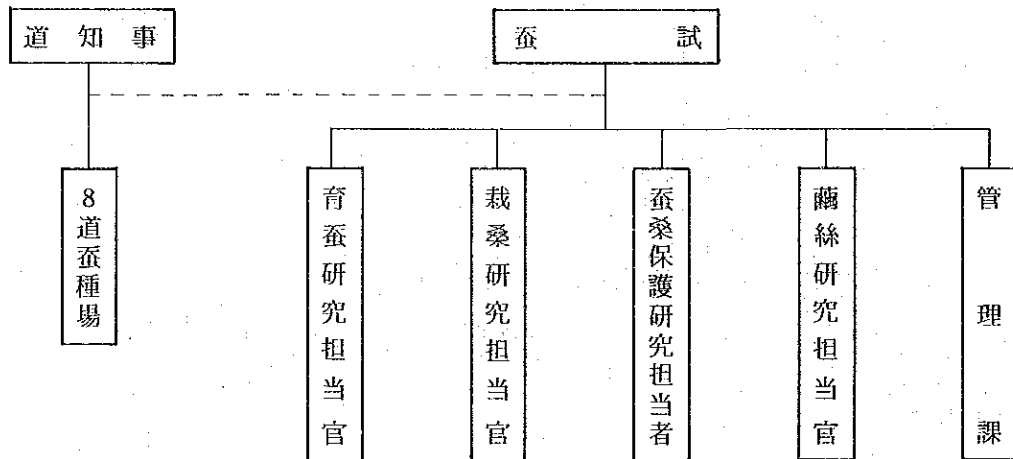 道知事
蚕試
8道蚕種場
育蚕研究担当官
栽桑研究担当官
蚕桑保護研究担当者
繭絲研究担当官
管理課